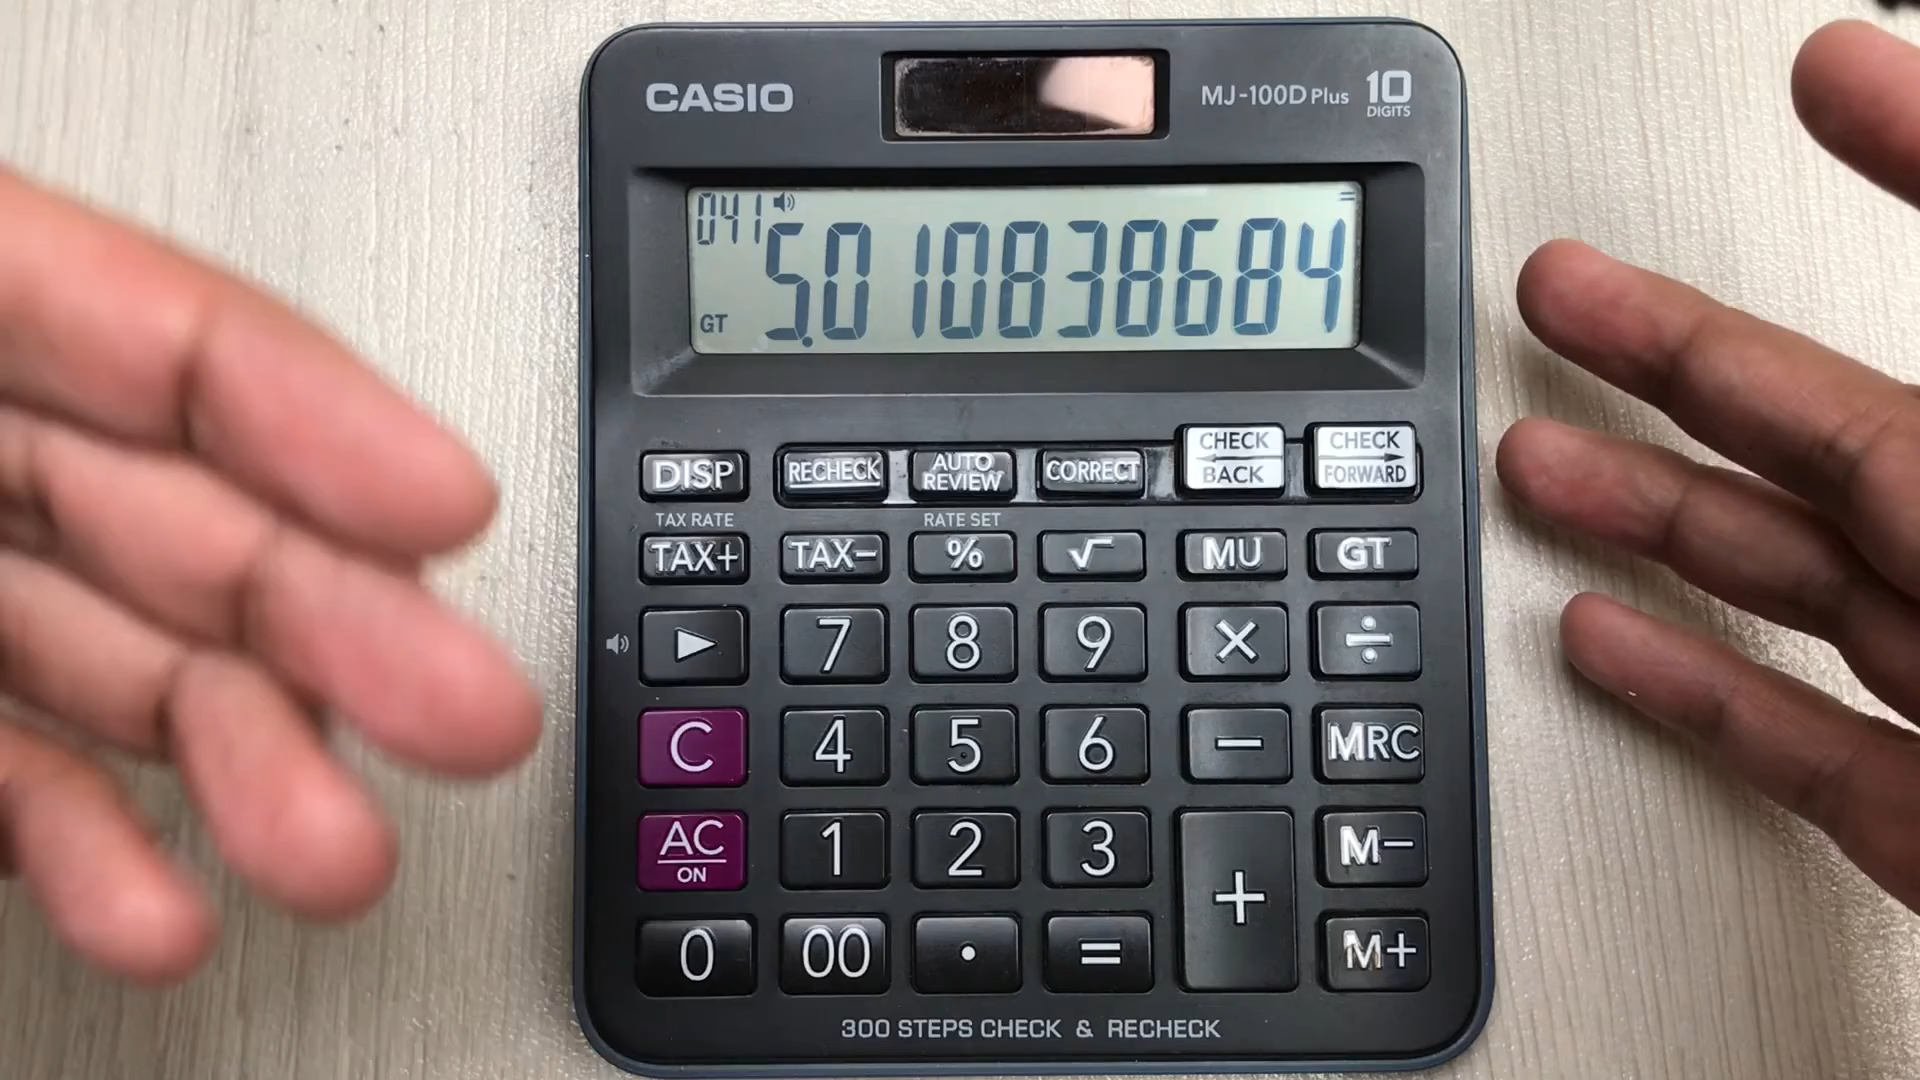 CASIO MJ-100D Plus 10 DIGITS
041 =
GT 5.010838684
DISP RECHECK AUTO REVIEW CORRECT CHECK BACK CHECK FORWARD
TAX RATE RATE SET
TAX+ TAX− % √ MU GT
▶ 7 8 9 × ÷
C 4 5 6 − MRC
AC ON 1 2 3 + M−
0 00 . = M+
300 STEPS CHECK & RECHECK